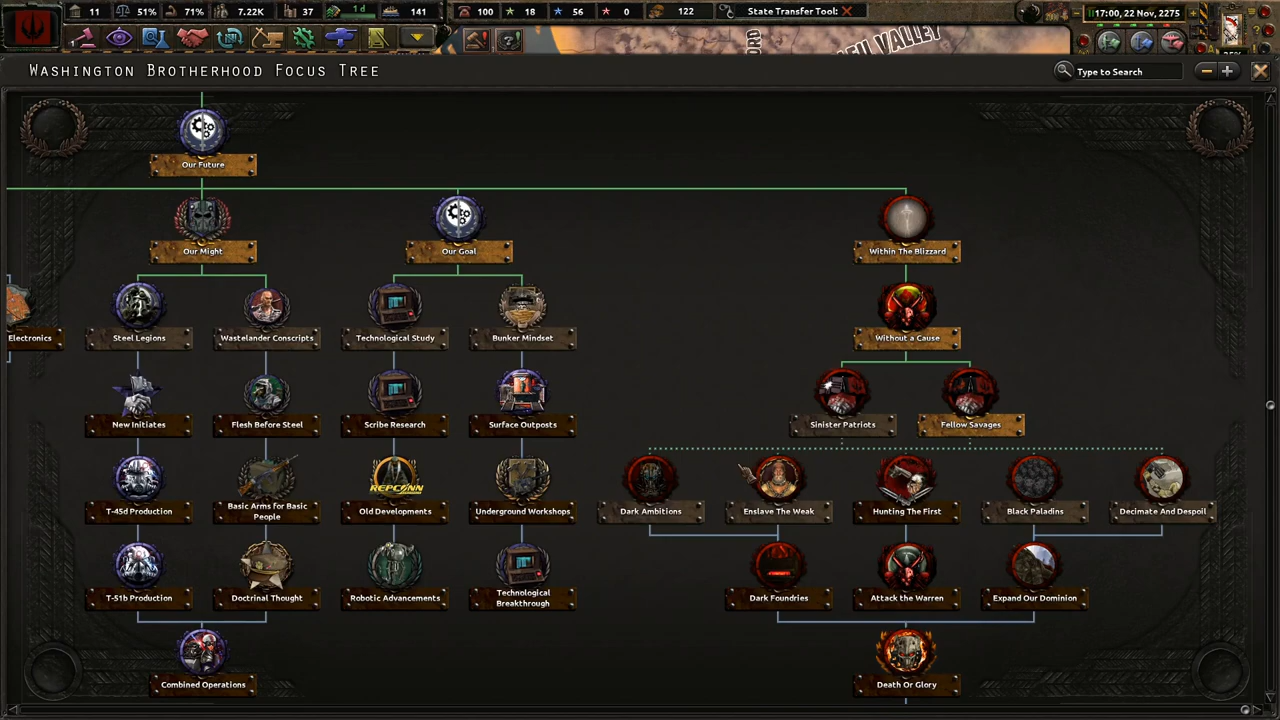 11 51% 71% 7.22K 37 1d 141 100 18 56 0 122 State Transfer Tool: 17:00, 22 Nov, 2275
Washington Brotherhood Focus Tree
Type to Search
Our Future
Our Might
Our Goal
Within The Blizzard
Electronics
Steel Legions
Wastelander Conscripts
Technological Study
Bunker Mindset
Without a Cause
New Initiates
Flesh Before Steel
Scribe Research
Surface Outposts
Sinister Patriots
Fellow Savages
T-45d Production
Basic Arms for Basic
People
REPCONN
Old Developments
Underground Workshops
Dark Ambitions
Enslave The Weak
Hunting The First
Black Paladins
Decimate And Despoil
T-51b Production
Doctrinal Thought
Robotic Advancements
Technological
Breakthrough
Dark Foundries
Attack the Warren
Expand Our Dominion
Combined Operations
Death Or Glory